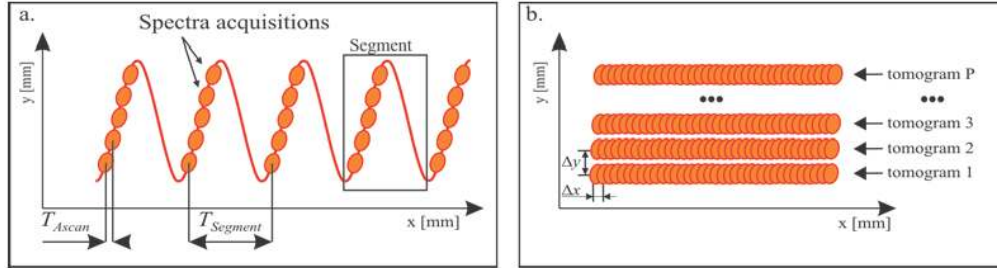 a.
Spectra acquisitions
Segment
y [mm]
T_Ascan
T_Segment
x [mm]
b.
tomogram P
•••
•••
tomogram 3
tomogram 2
tomogram 1
Δy
Δx
y [mm]
x [mm]